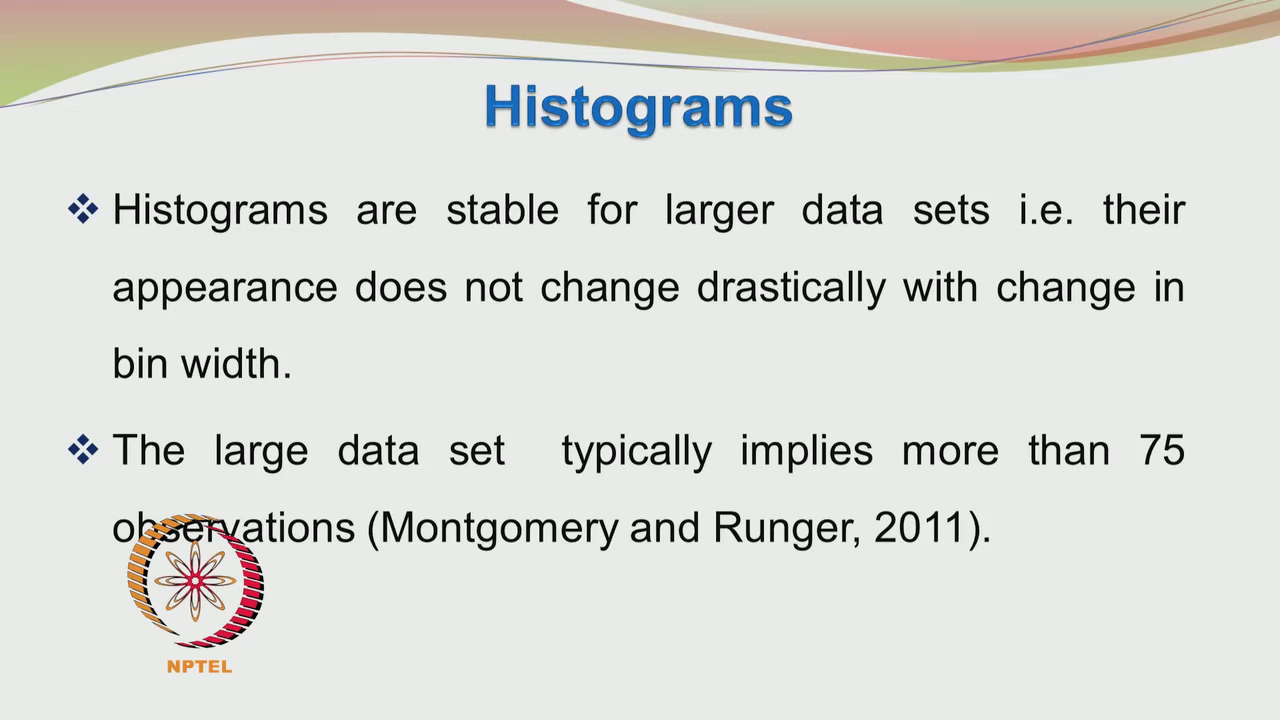 Histograms
Histograms are stable for larger data sets i.e. their
appearance does not change drastically with change in
bin width.
The large data set typically implies more than 75
observations (Montgomery and Runger, 2011).
NPTEL